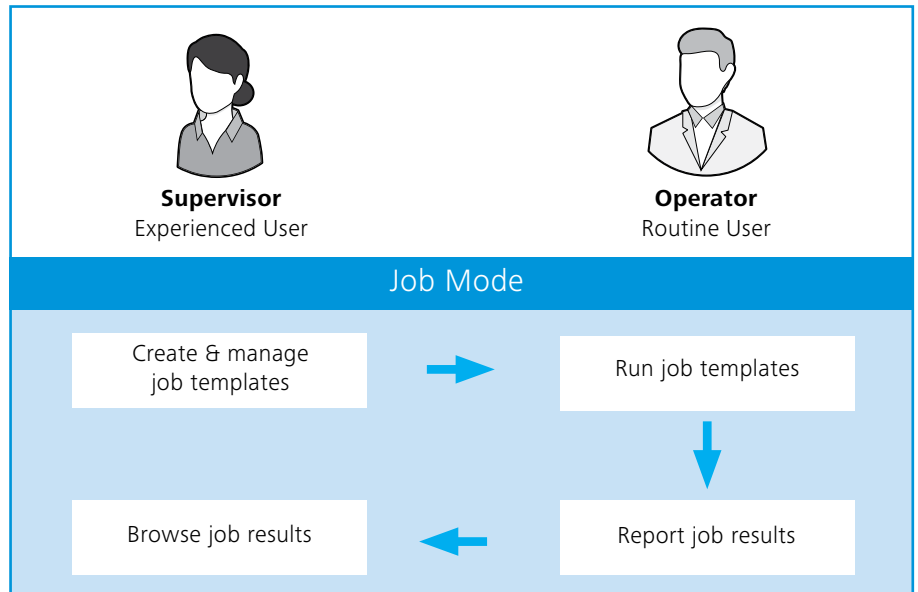 Supervisor
Experienced User
Operator
Routine User
Job Mode
Create & manage
job templates
Run job templates
Browse job results
Report job results